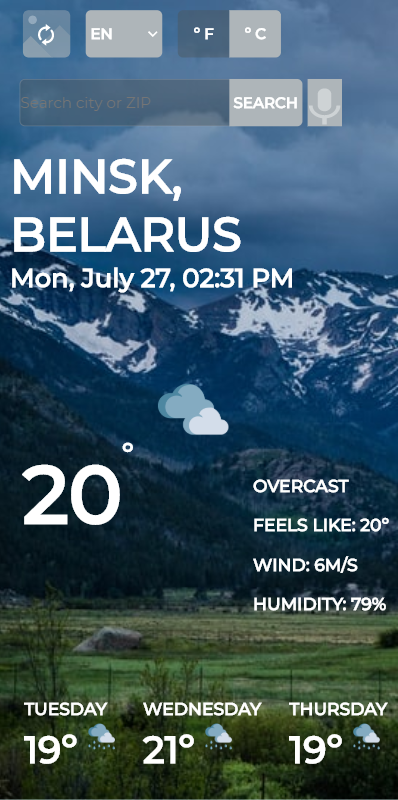 EN
° F
° C
Search city or ZIP
SEARCH
MINSK,
BELARUS
Mon, July 27, 02:31 PM
20°
OVERCAST
FEELS LIKE: 20°
WIND: 6M/S
HUMIDITY: 79%
TUESDAY
19°
WEDNESDAY
21°
THURSDAY
19°